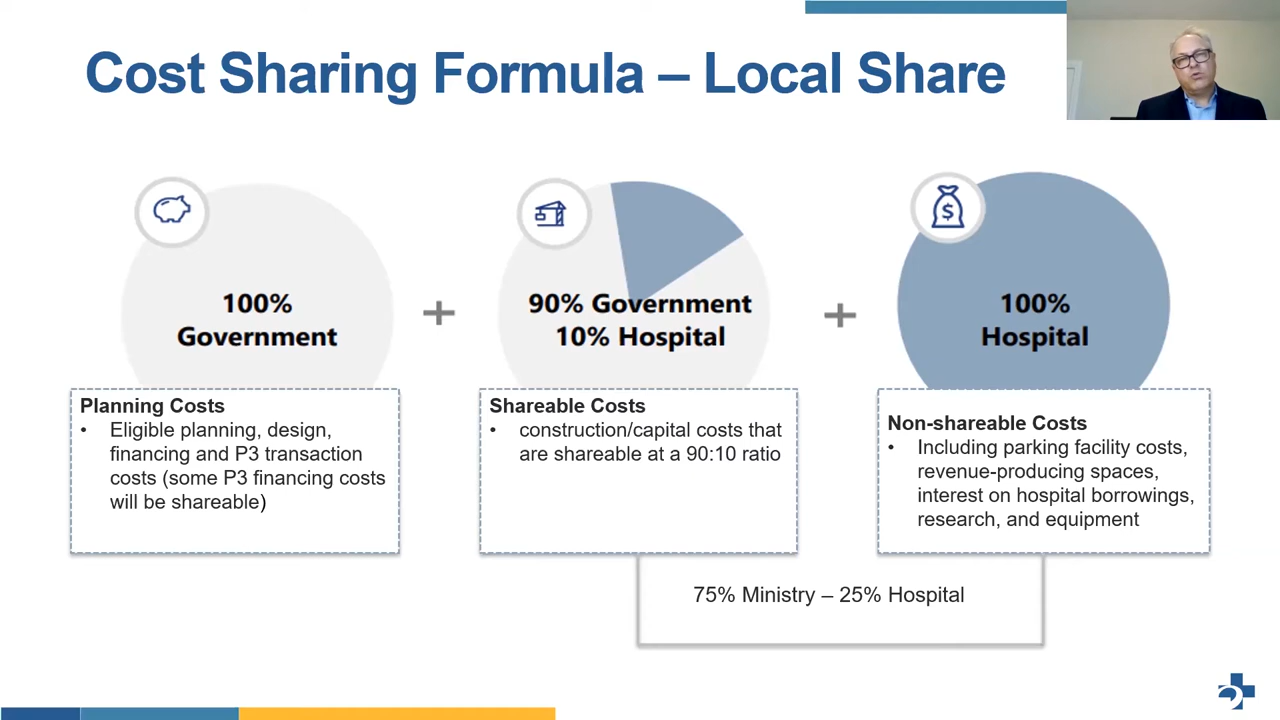 Cost Sharing Formula – Local Share
100%
Government
90% Government
10% Hospital
$
100%
Hospital
Planning Costs
• Eligible planning, design,
financing and P3 transaction
costs (some P3 financing costs
will be shareable)
Shareable Costs
• construction/capital costs that
are shareable at a 90:10 ratio
Non-shareable Costs
• Including parking facility costs,
revenue-producing spaces,
interest on hospital borrowings,
research, and equipment
75% Ministry – 25% Hospital